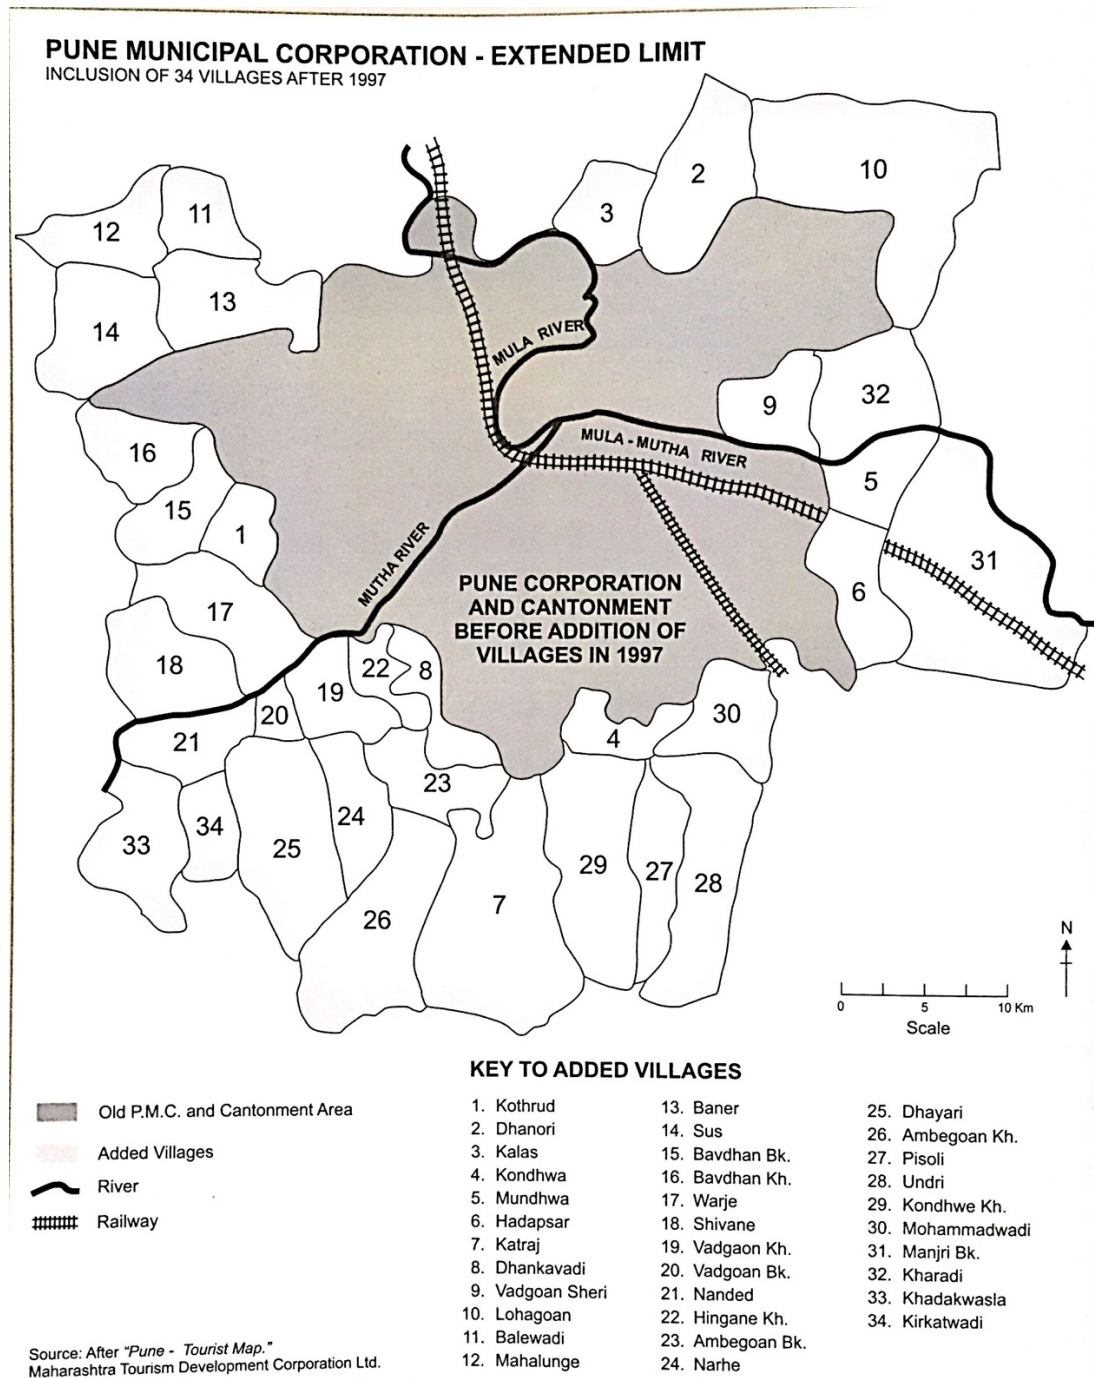 PUNE MUNICIPAL CORPORATION - EXTENDED LIMIT
INCLUSION OF 34 VILLAGES AFTER 1997
2
10
3
11
12
13
14
MULA RIVER
9
32
16
MULA - MUTHA RIVER
5
15
1
MUTHA RIVER
31
PUNE CORPORATION
AND CANTONMENT
BEFORE ADDITION OF
VILLAGES IN 1997
6
17
18
22
8
19
20
30
21
4
23
24
34
33
25
29
27
28
26
7
N
0 5 10 Km
Scale
KEY TO ADDED VILLAGES
Old P.M.C. and Cantonment Area
Added Villages
River
Railway
1. Kothrud
2. Dhanori
3. Kalas
4. Kondhwa
5. Mundhwa
6. Hadapsar
7. Katraj
8. Dhankavadi
9. Vadgoan Sheri
10. Lohagoan
11. Balewadi
12. Mahalunge
13. Baner
14. Sus
15. Bavdhan Bk.
16. Bavdhan Kh.
17. Warje
18. Shivane
19. Vadgaon Kh.
20. Vadgoan Bk.
21. Nanded
22. Hingane Kh.
23. Ambegoan Bk.
24. Narhe
25. Dhayari
26. Ambegoan Kh.
27. Pisoli
28. Undri
29. Kondhwe Kh.
30. Mohammadwadi
31. Manjri Bk.
32. Kharadi
33. Khadakwasla
34. Kirkatwadi
Source: After "Pune - Tourist Map."
Maharashtra Tourism Development Corporation Ltd.